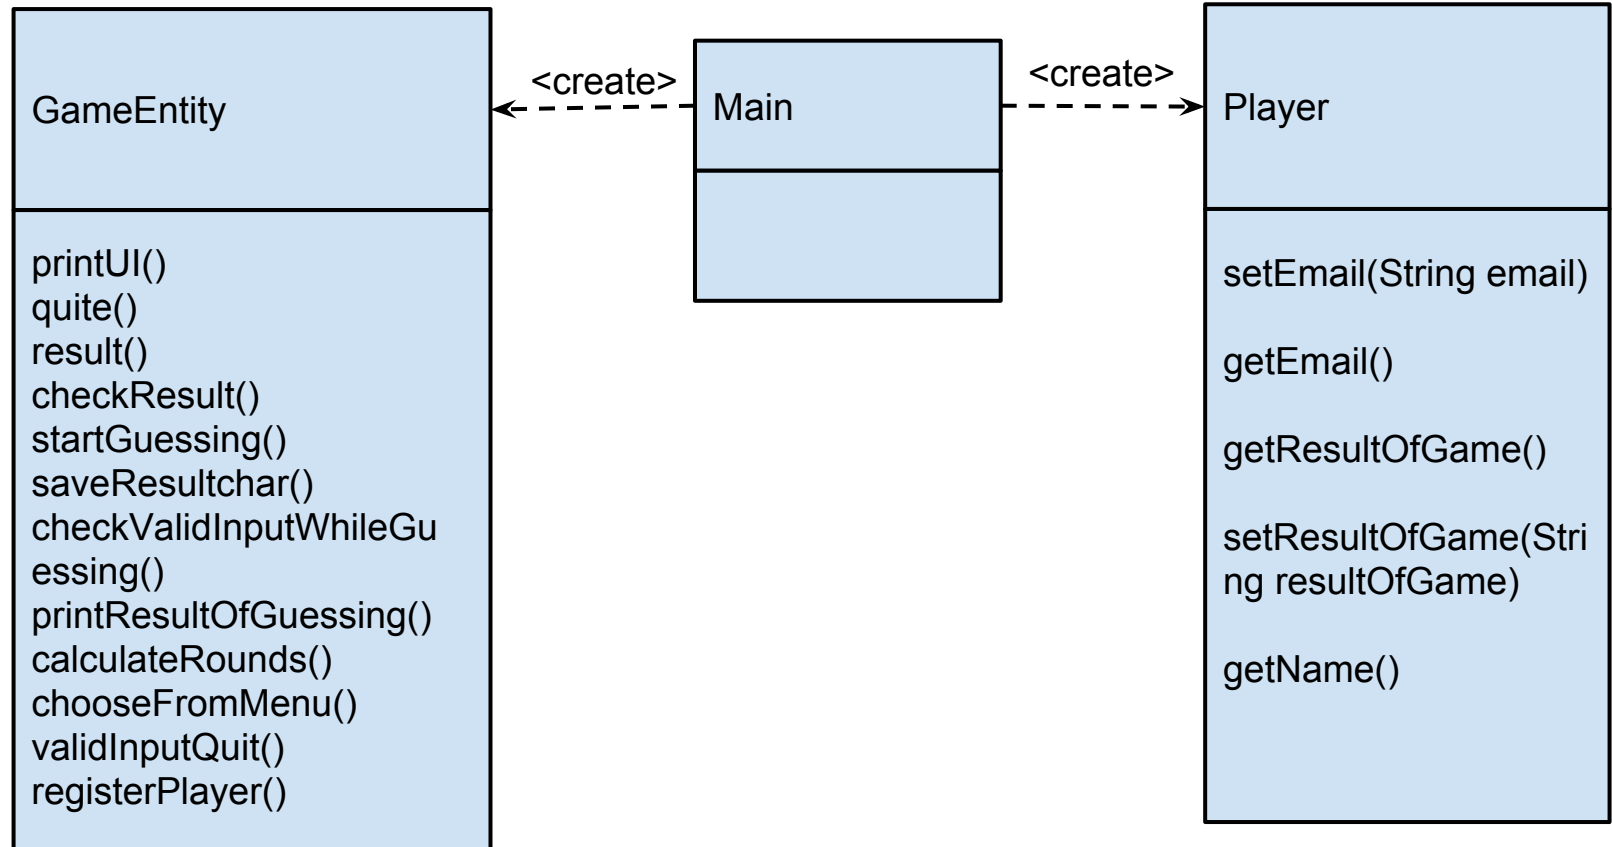 GameEntity
printUI()
quite()
result()
checkResult()
startGuessing()
saveResultchar()
checkValidInputWhileGu
essing()
printResultOfGuessing()
calculateRounds()
chooseFromMenu()
validInputQuit()
registerPlayer()
<create>
Main
<create>
Player
setEmail(String email)
getEmail()
getResultOfGame()
setResultOfGame(Stri
ng resultOfGame)
getName()